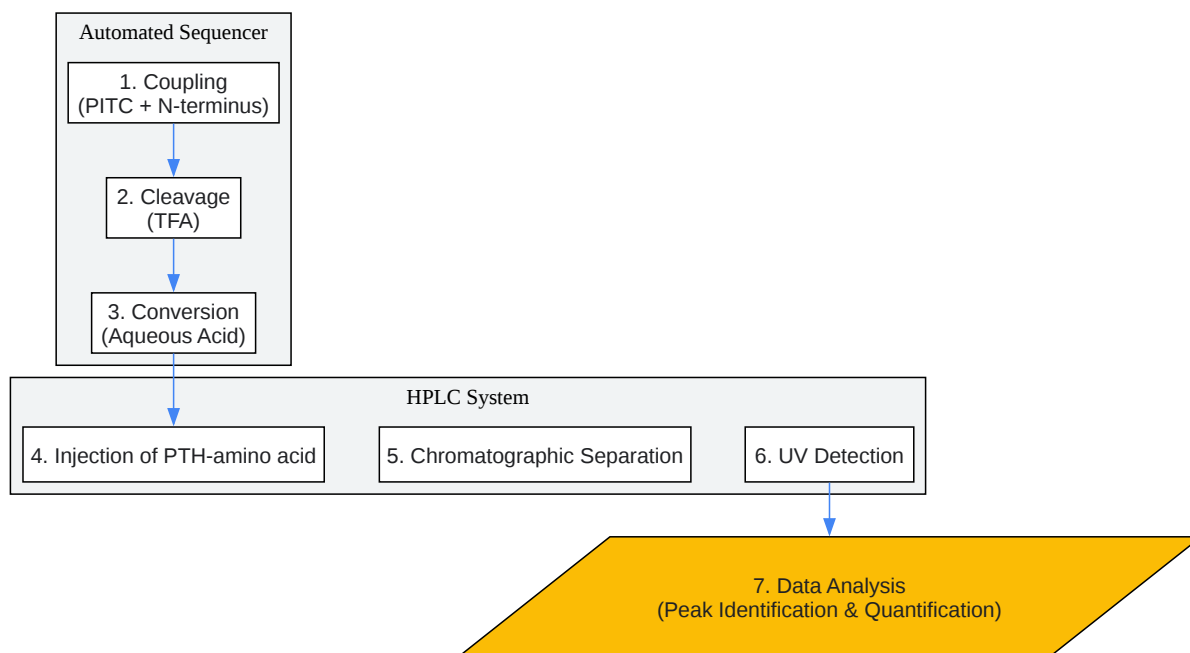 Automated Sequencer
1. Coupling
(PITC + N-terminus)
2. Cleavage
(TFA)
3. Conversion
(Aqueous Acid)
HPLC System
4. Injection of PTH-amino acid
5. Chromatographic Separation
6. UV Detection
7. Data Analysis
(Peak Identification & Quantification)